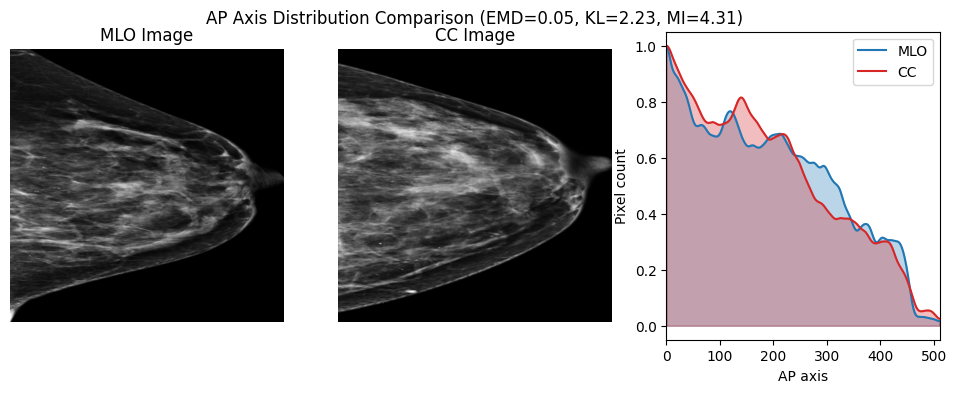 AP Axis Distribution Comparison (EMD=0.05, KL=2.23, MI=4.31)
MLO Image
CC Image
MLO
CC
Pixel count
1.0
0.8
0.6
0.4
0.2
0.0
0 100 200 300 400 500
AP axis